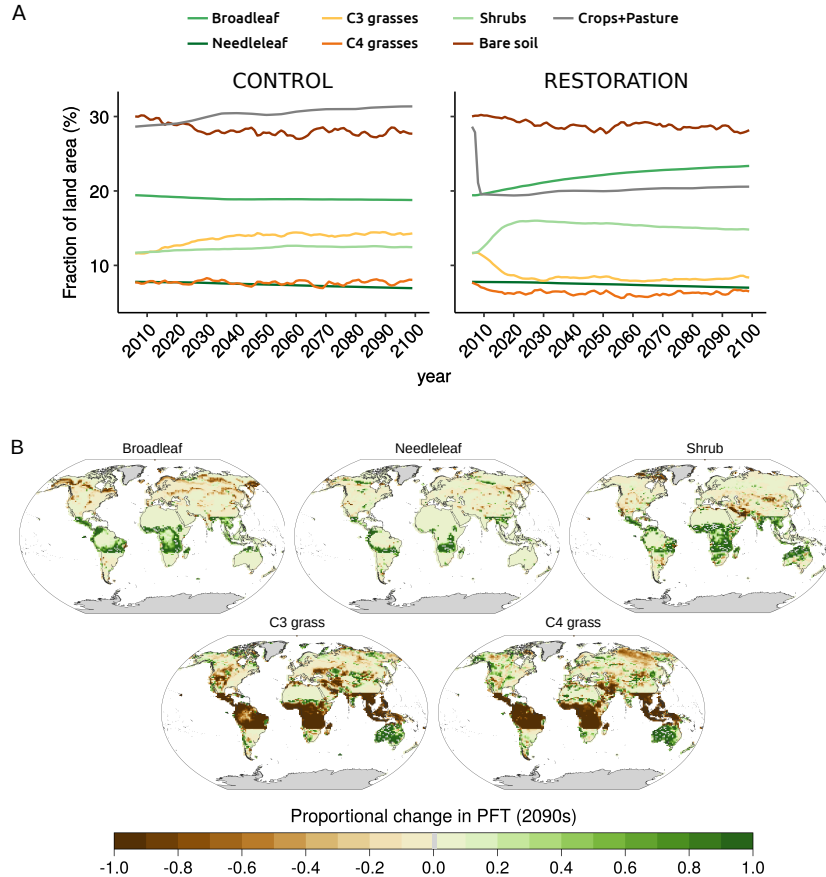 A
Broadleaf C3 grasses Shrubs Crops+Pasture
Needleleaf C4 grasses Bare soil
CONTROL RESTORATION
Fraction of land area (%)
30
20
10
2010 2020 2030 2040 2050 2060 2070 2080 2090 2100 2010 2020 2030 2040 2050 2060 2070 2080 2090 2100
year
B
Broadleaf Needleleaf Shrub
C3 grass C4 grass
Proportional change in PFT (2090s)
-1.0 -0.8 -0.6 -0.4 -0.2 0.0 0.2 0.4 0.6 0.8 1.0